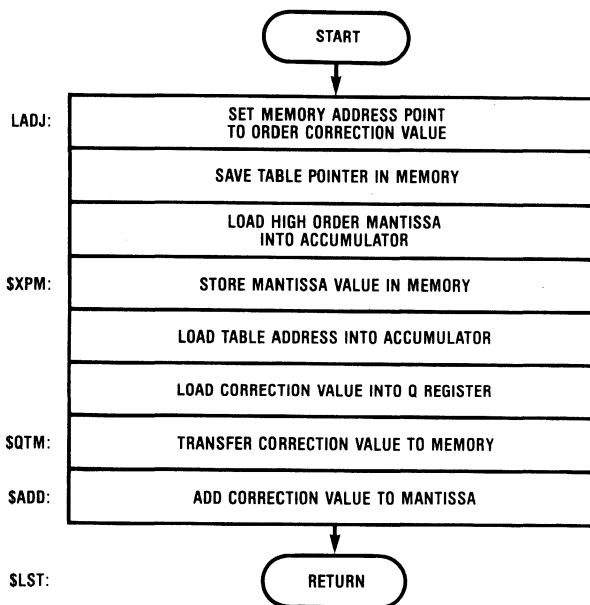 START
LADJ: SET MEMORY ADDRESS POINT
TO ORDER CORRECTION VALUE
SAVE TABLE POINTER IN MEMORY
LOAD HIGH ORDER MANTISSA
INTO ACCUMULATOR
$XPM: STORE MANTISSA VALUE IN MEMORY
LOAD TABLE ADDRESS INTO ACCUMULATOR
LOAD CORRECTION VALUE INTO Q REGISTER
$QTM: TRANSFER CORRECTION VALUE TO MEMORY
$ADD: ADD CORRECTION VALUE TO MANTISSA
$LST: RETURN